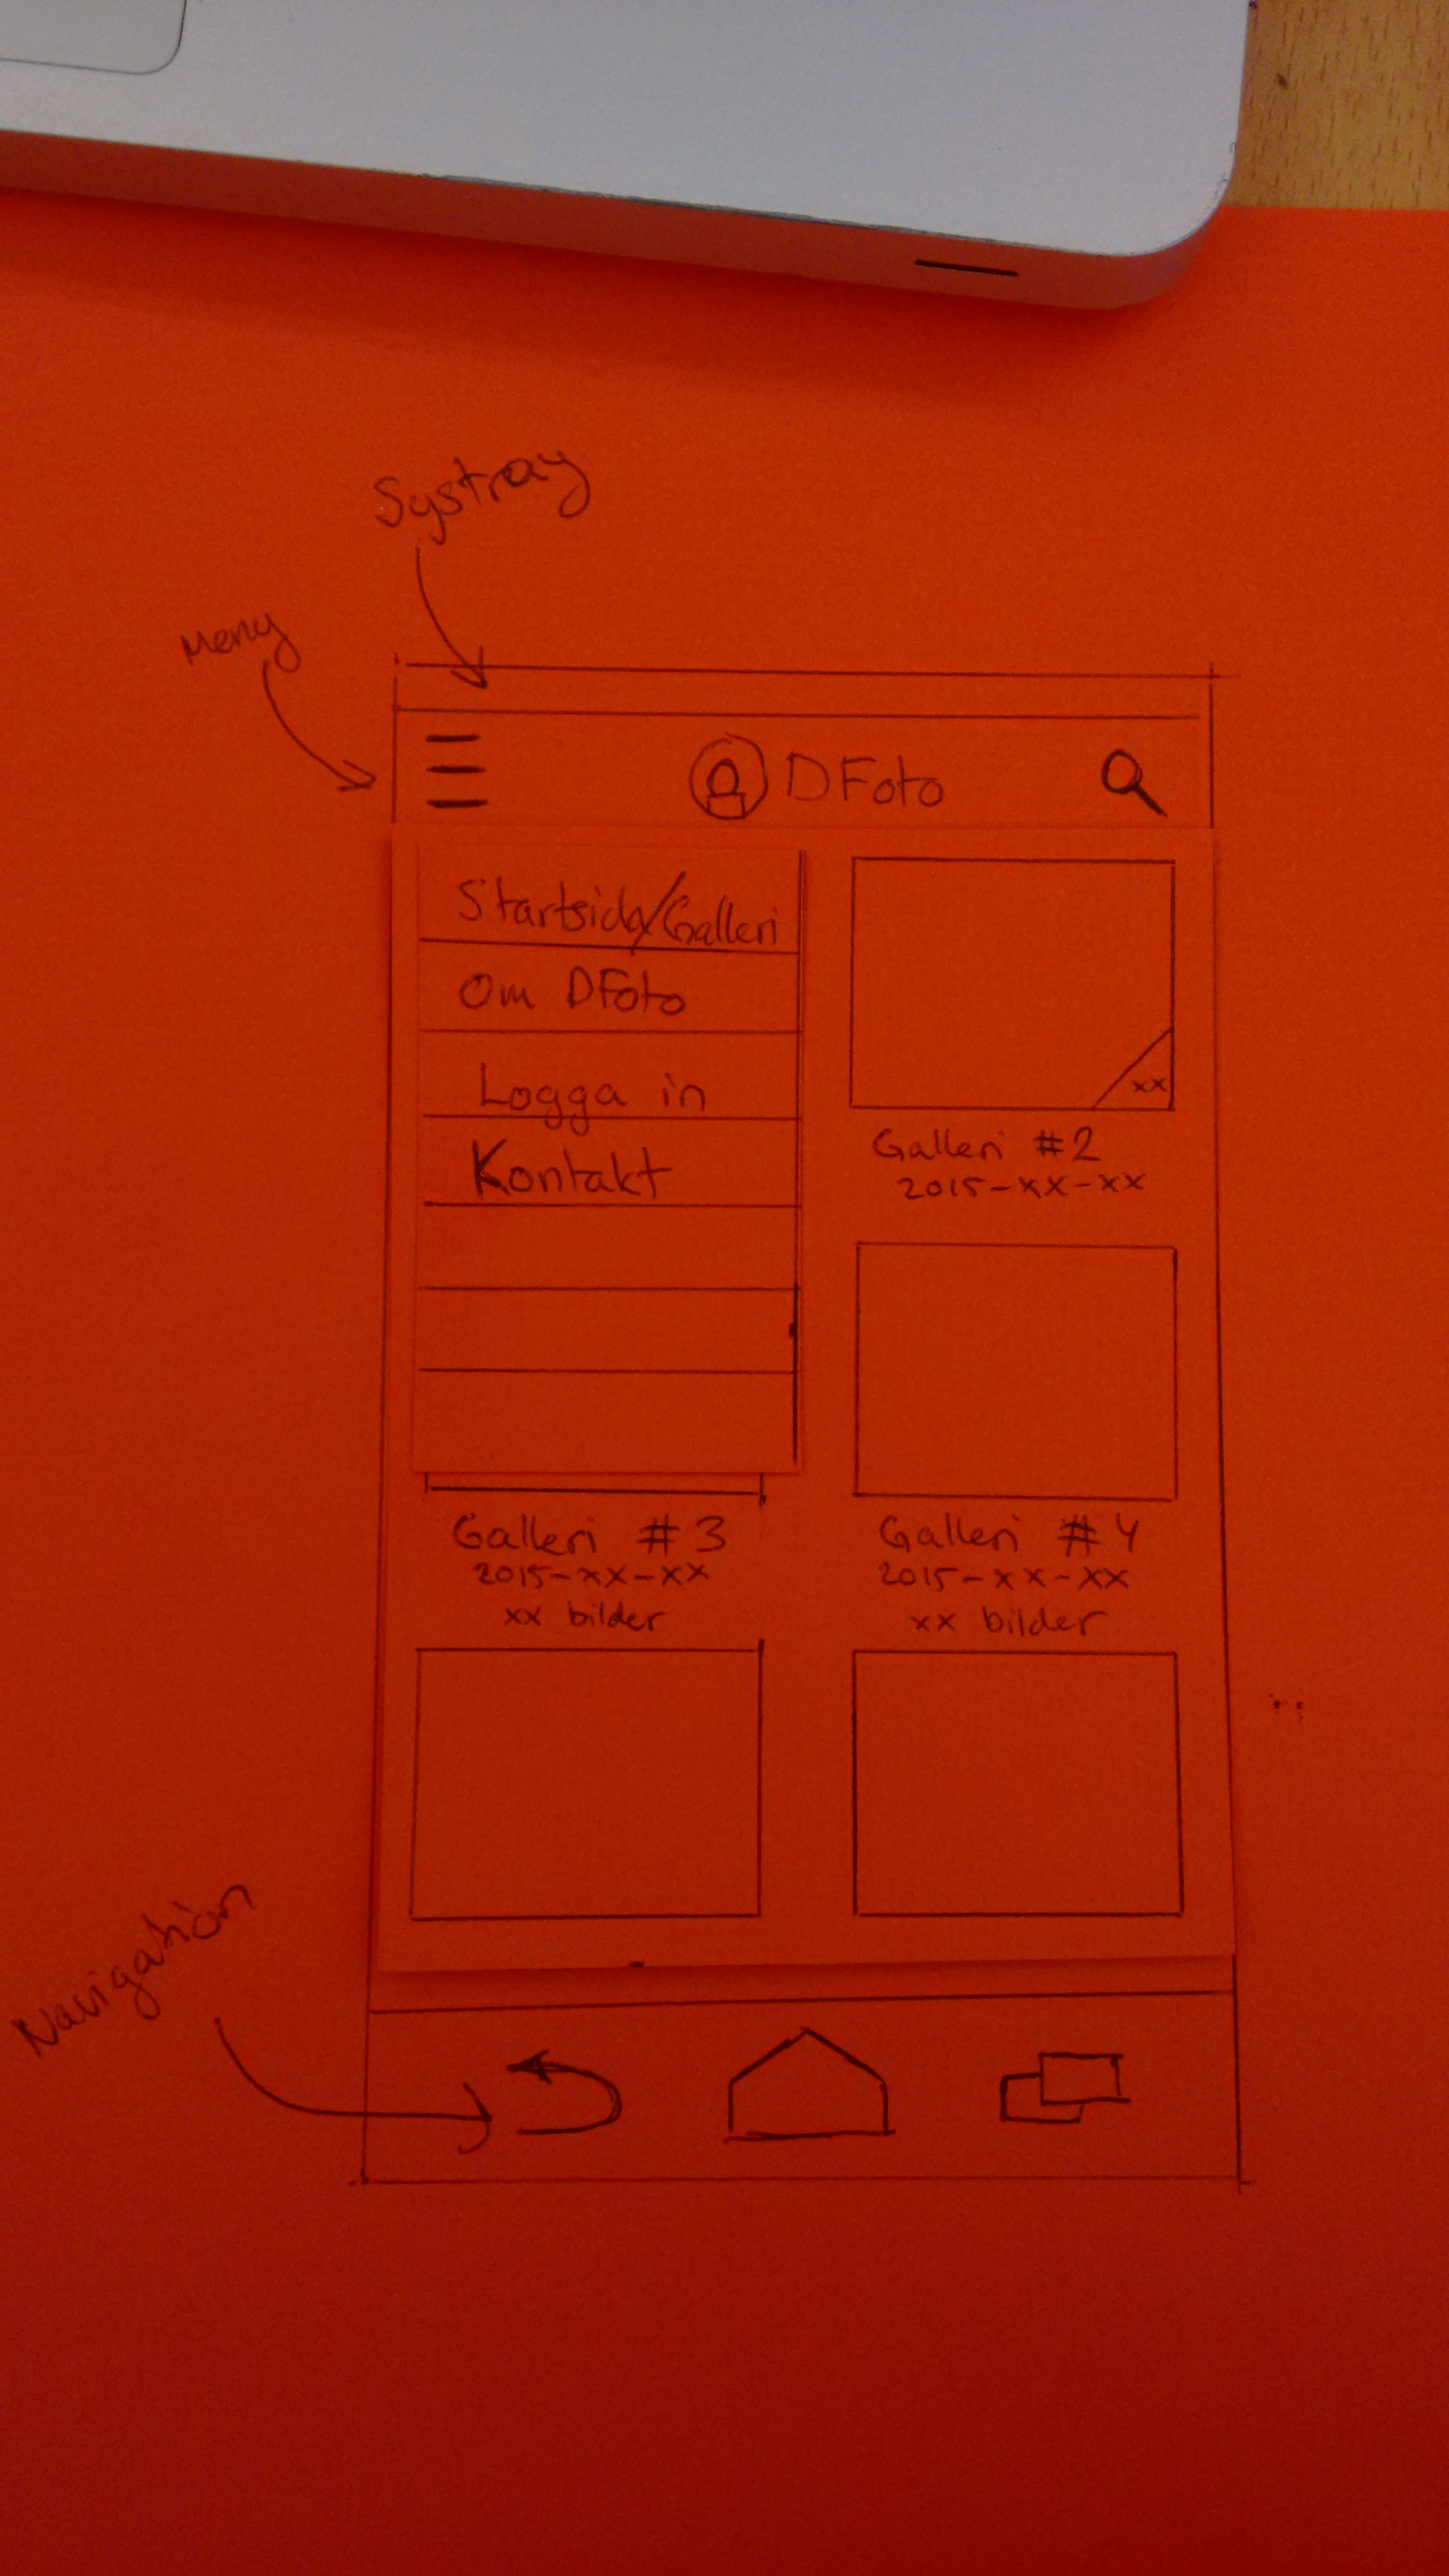 Systray
Meny
DFoto
Startsida/Galleri
Om DFoto
Logga in
Kontakt
xx
Galleri #2
2015-xx-xx
Galleri #3
2015-xx-xx
xx bilder
Galleri #4
2015-xx-xx
xx bilder
Navigation